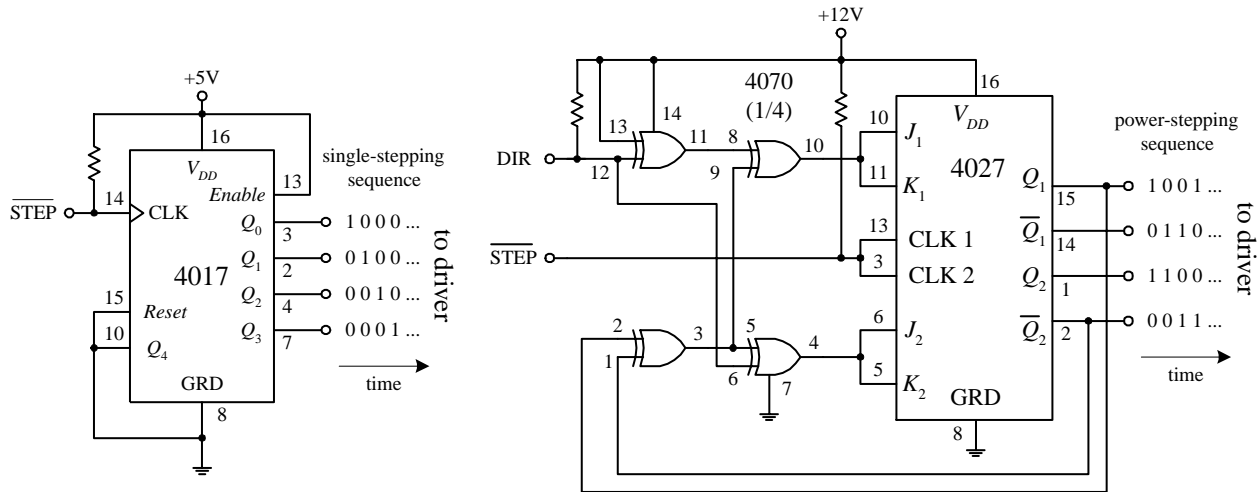 +5V
16
V_DD
Enable
13
14
CLK
S̅T̅E̅P̅
single-stepping
sequence
Q₀
3
1 0 0 0 ...
Q₁
2
0 1 0 0 ...
4017
Q₂
4
0 0 1 0 ...
Q₃
7
0 0 0 1 ...
15
Reset
10
Q₄
GRD
8
to driver
time
+12V
4070
(1/4)
16
V_DD
14
13
11
8
10
DIR
12
9
10
J₁
11
K₁
4027
13
CLK 1
3
CLK 2
S̅T̅E̅P̅
6
J₂
5
K₂
GRD
8
2
3
5
4
1
6
7
power-stepping
sequence
Q₁
15
1 0 0 1 ...
Q̅₁
14
0 1 1 0 ...
Q₂
1
1 1 0 0 ...
Q̅₂
2
0 0 1 1 ...
to driver
time